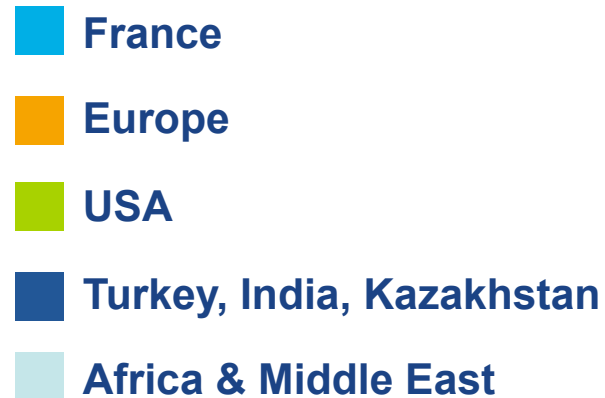 France
Europe
USA
Turkey, India, Kazakhstan
Africa & Middle East